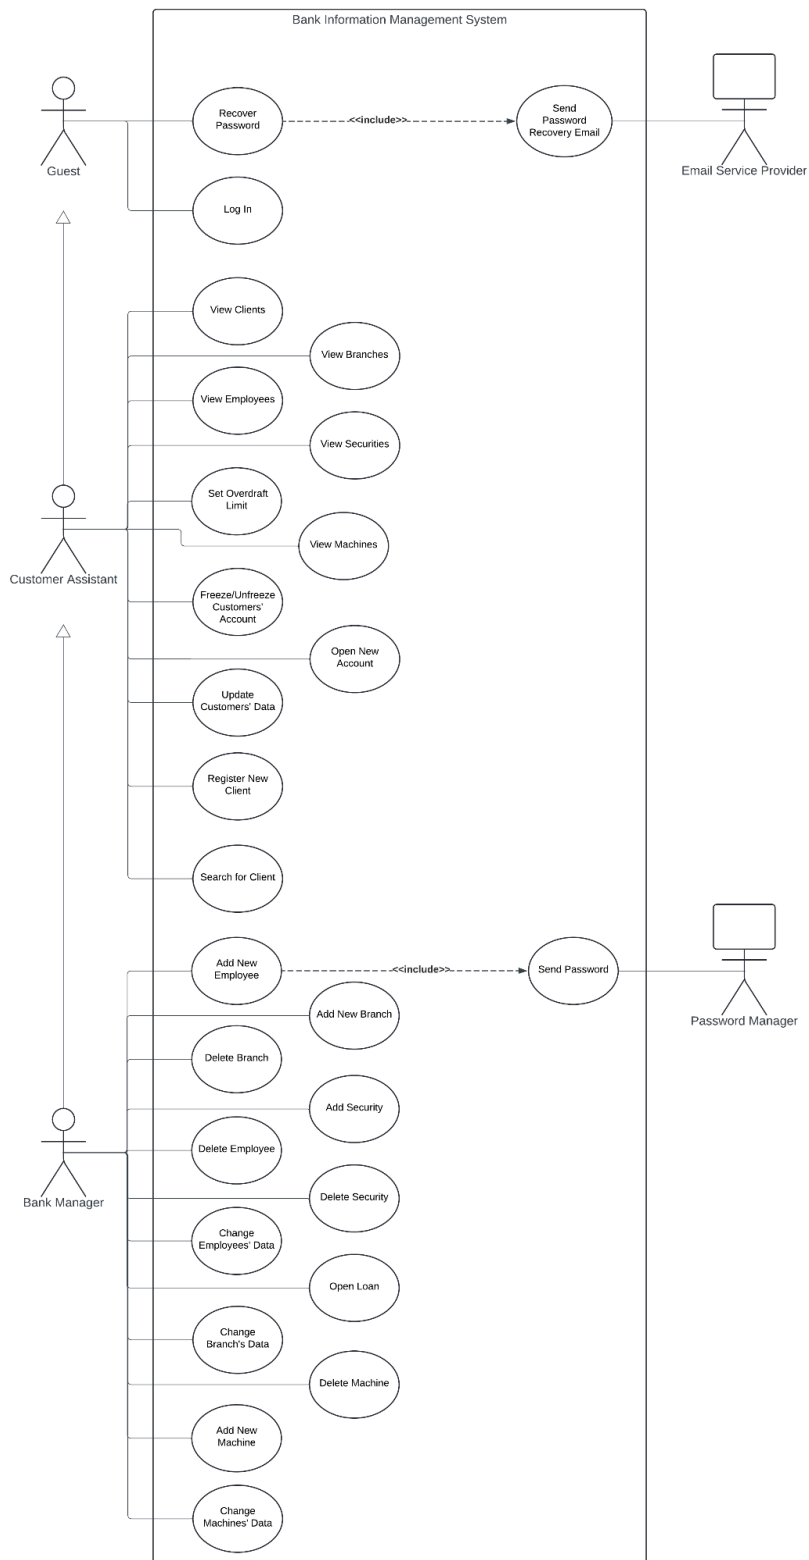 Bank Information Management System
Recover
Password
<<include>>
Send
Password
Recovery Email
Guest
Email Service Provider
Log In
View Clients
View Branches
View Employees
View Securities
Set Overdraft
Limit
View Machines
Customer Assistant
Freeze/Unfreeze
Customers'
Account
Open New
Account
Update
Customers' Data
Register New
Client
Search for Client
Add New
Employee
<<include>>
Send Password
Password Manager
Add New Branch
Delete Branch
Add Security
Delete Employee
Bank Manager
Delete Security
Change
Employees' Data
Open Loan
Change
Branch's Data
Delete Machine
Add New
Machine
Change
Machines' Data